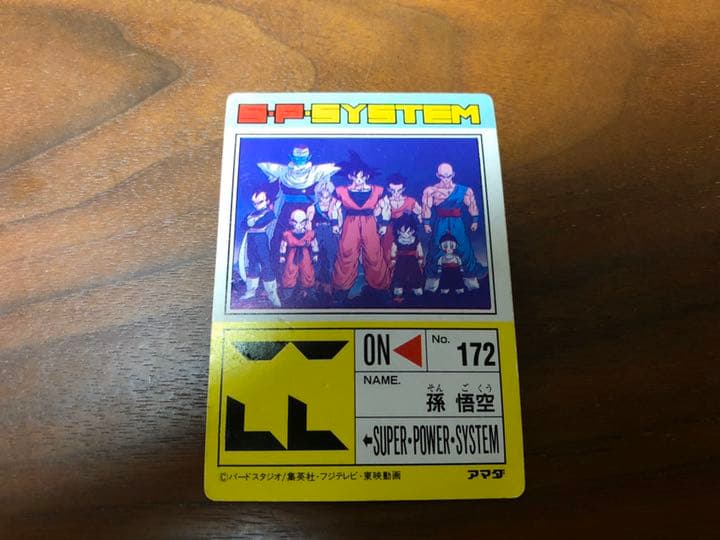 S·P·SYSTEM
ON
No. 172
NAME.
そん ご くう
孫 悟空
←SUPER·POWER·SYSTEM
©バードスタジオ/集英社・フジテレビ・東映動画
アマダ